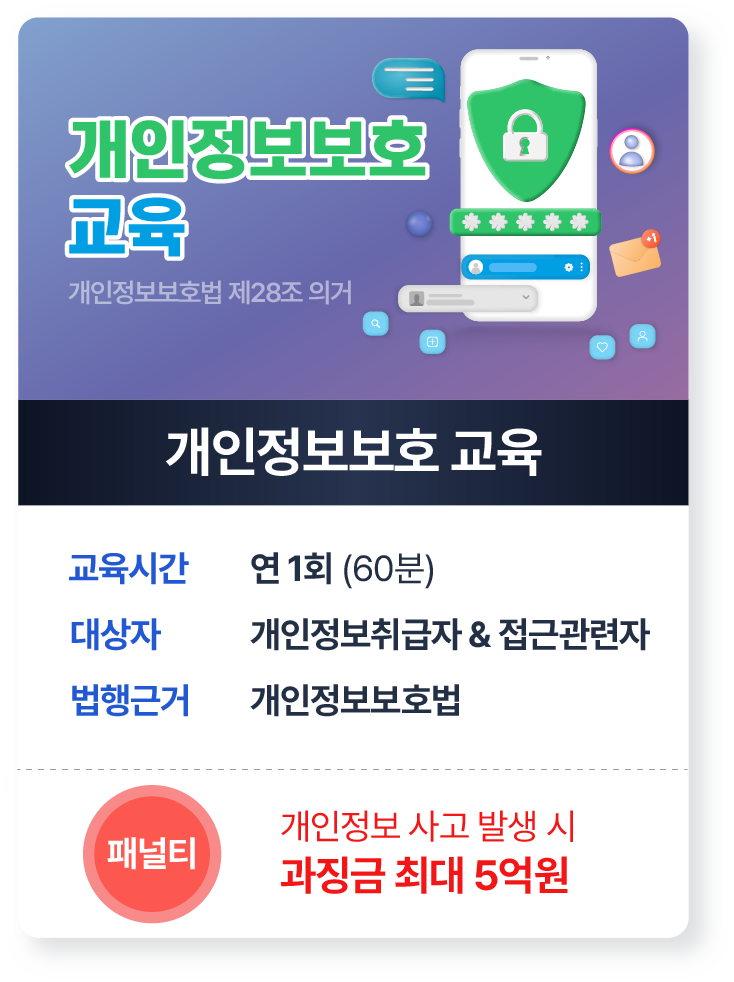 개인정보보호
교육
개인정보보호법 제28조 의거
+1
개인정보보호 교육
교육시간 연 1회 (60분)
대상자 개인정보취급자 & 접근관련자
법행근거 개인정보보호법
패널티
개인정보 사고 발생 시
과징금 최대 5억원